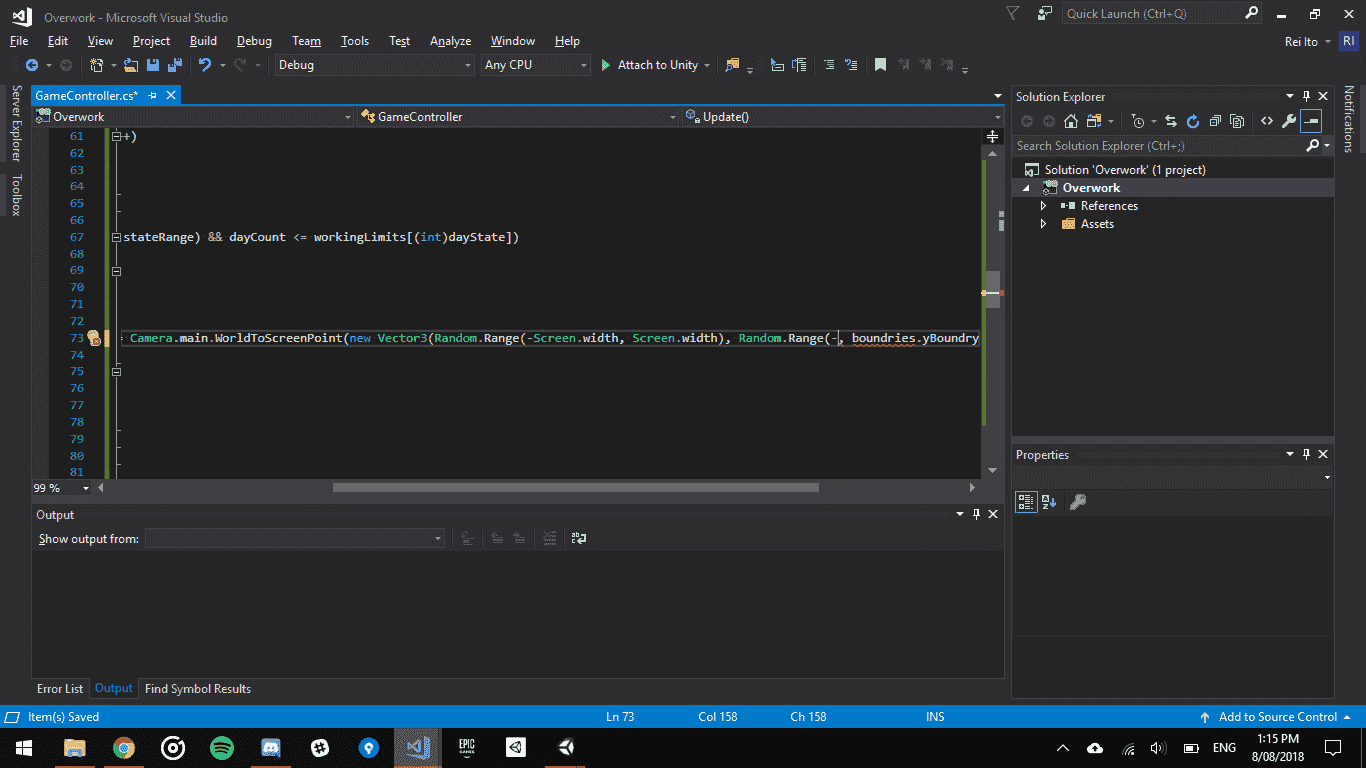 Overwork - Microsoft Visual Studio
Quick Launch (Ctrl+Q)
File Edit View Project Build Debug Team Tools Test Analyze Window Help
Rei Ito RI
Debug Any CPU Attach to Unity
Server Explorer
Toolbox
GameController.cs*
Overwork GameController Update()
61 +)
62
63
64
65
66
67 stateRange) && dayCount <= workingLimits[(int)dayState])
68
69
70
71
72
73 Camera.main.WorldToScreenPoint(new Vector3(Random.Range(-Screen.width, Screen.width), Random.Range(-, boundries.yBoundry
74
75
76
77
78
79
80
81
99 %
Output
Show output from:
Error List Output Find Symbol Results
Solution Explorer
Search Solution Explorer (Ctrl+;)
Solution 'Overwork' (1 project)
Overwork
References
Assets
Properties
Notifications
Item(s) Saved Ln 73 Col 158 Ch 158 INS Add to Source Control
EPIC GAMES
ENG
1:15 PM
8/08/2018